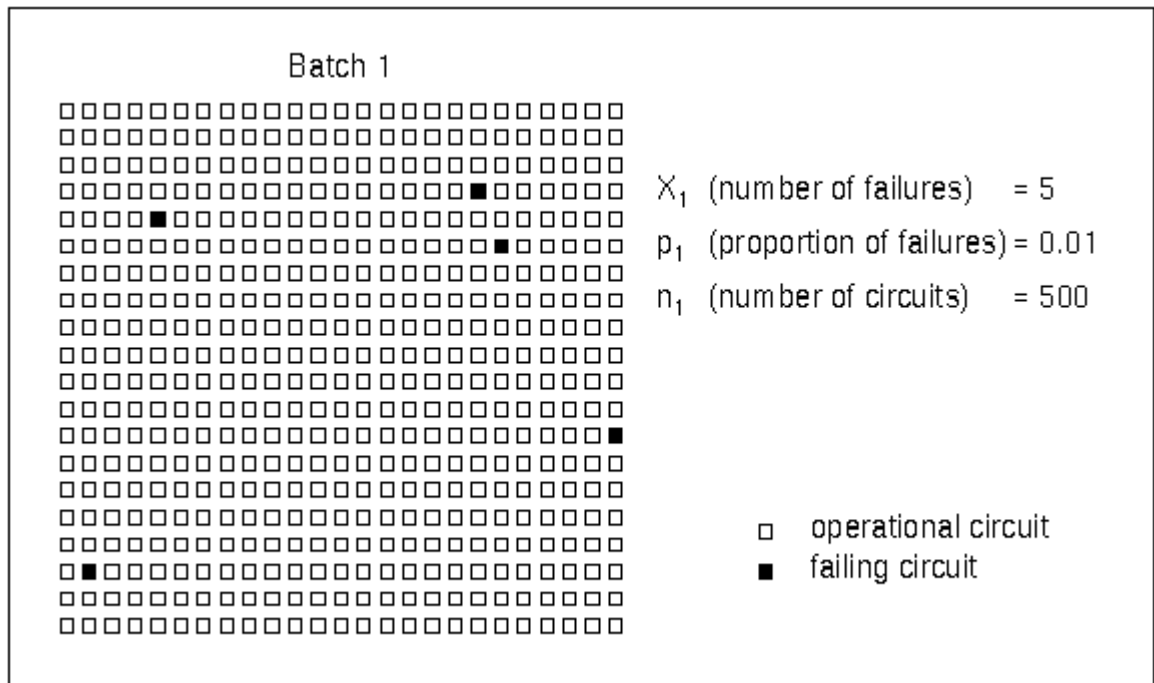 Batch 1
X₁ (number of failures) = 5
p₁ (proportion of failures) = 0.01
n₁ (number of circuits) = 500
operational circuit
failing circuit